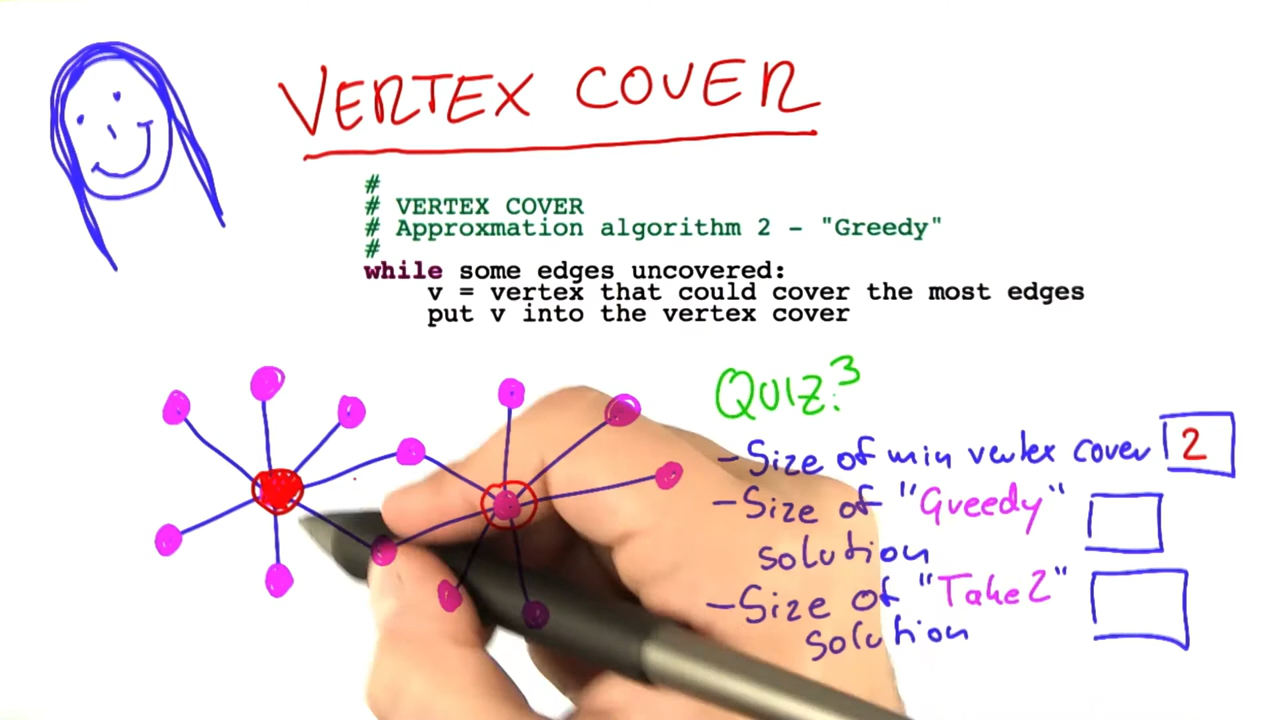 VERTEX COVER
#
# VERTEX COVER
# Approxmation algorithm 2 - "Greedy"
#
while some edges uncovered:
v = vertex that could cover the most edges
put v into the vertex cover
QUIZ?³
- Size of min vertex cover 2
- Size of "Greedy"
solution
- Size of "Take2"
solution